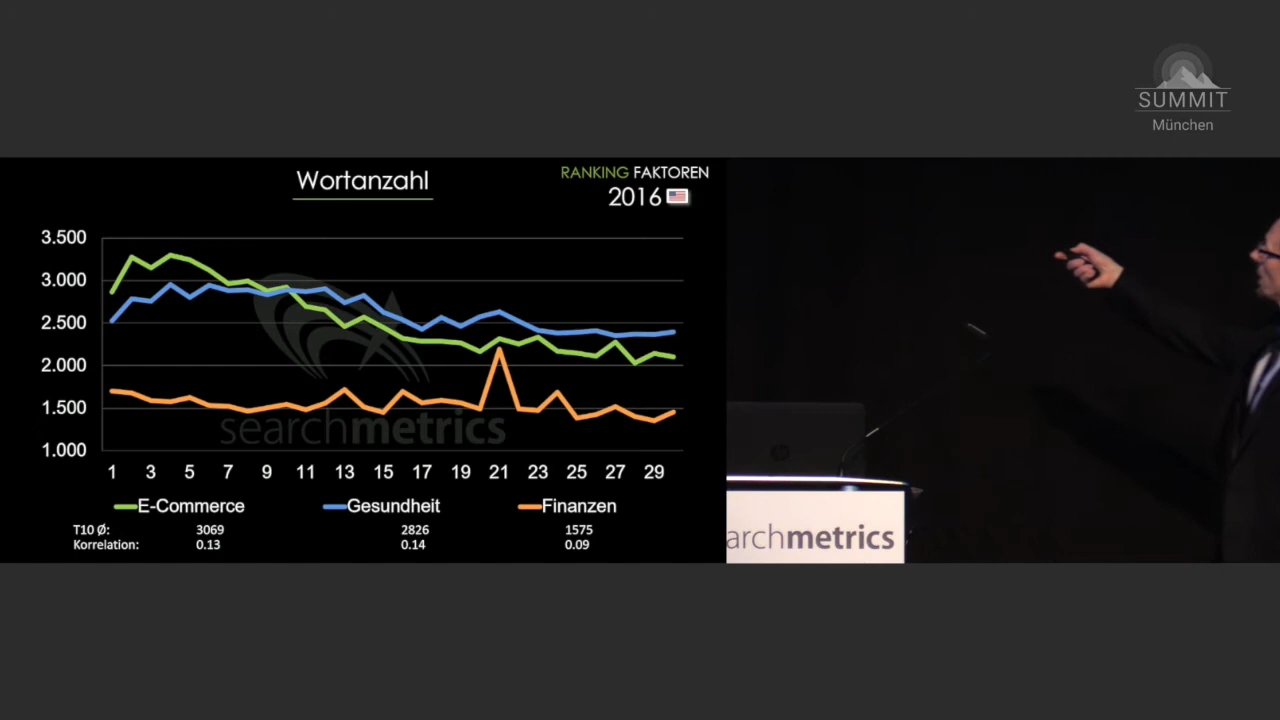 SUMMIT
München
Wortanzahl
RANKING FAKTOREN
2016
3.500
3.000
2.500
2.000
1.500
1.000
searchmetrics
1 3 5 7 9 11 13 15 17 19 21 23 25 27 29
E-Commerce Gesundheit Finanzen
T10 Ø: 3069 2826 1575
Korrelation: 0.13 0.14 0.09
archmetrics